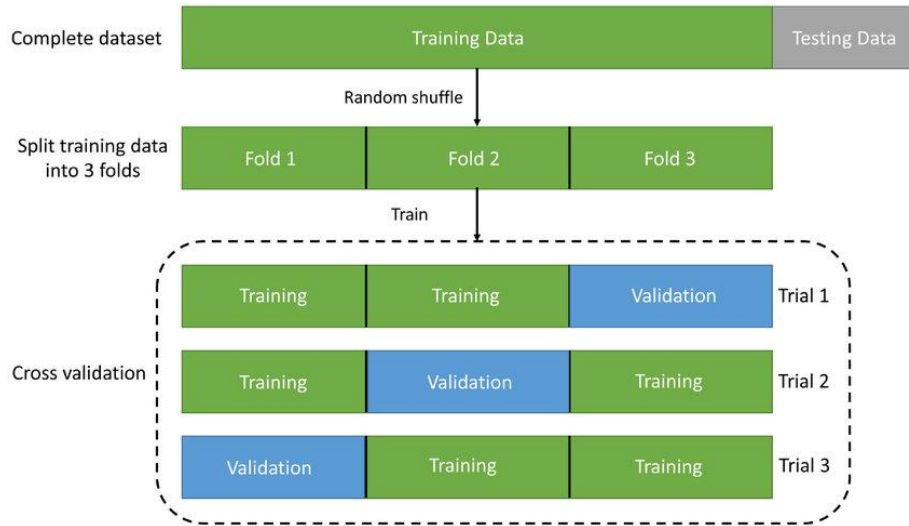 Complete dataset
Training Data
Testing Data
Random shuffle
Split training data
into 3 folds
Fold 1
Fold 2
Fold 3
Train
Training
Training
Validation
Trial 1
Cross validation
Training
Validation
Training
Trial 2
Validation
Training
Training
Trial 3